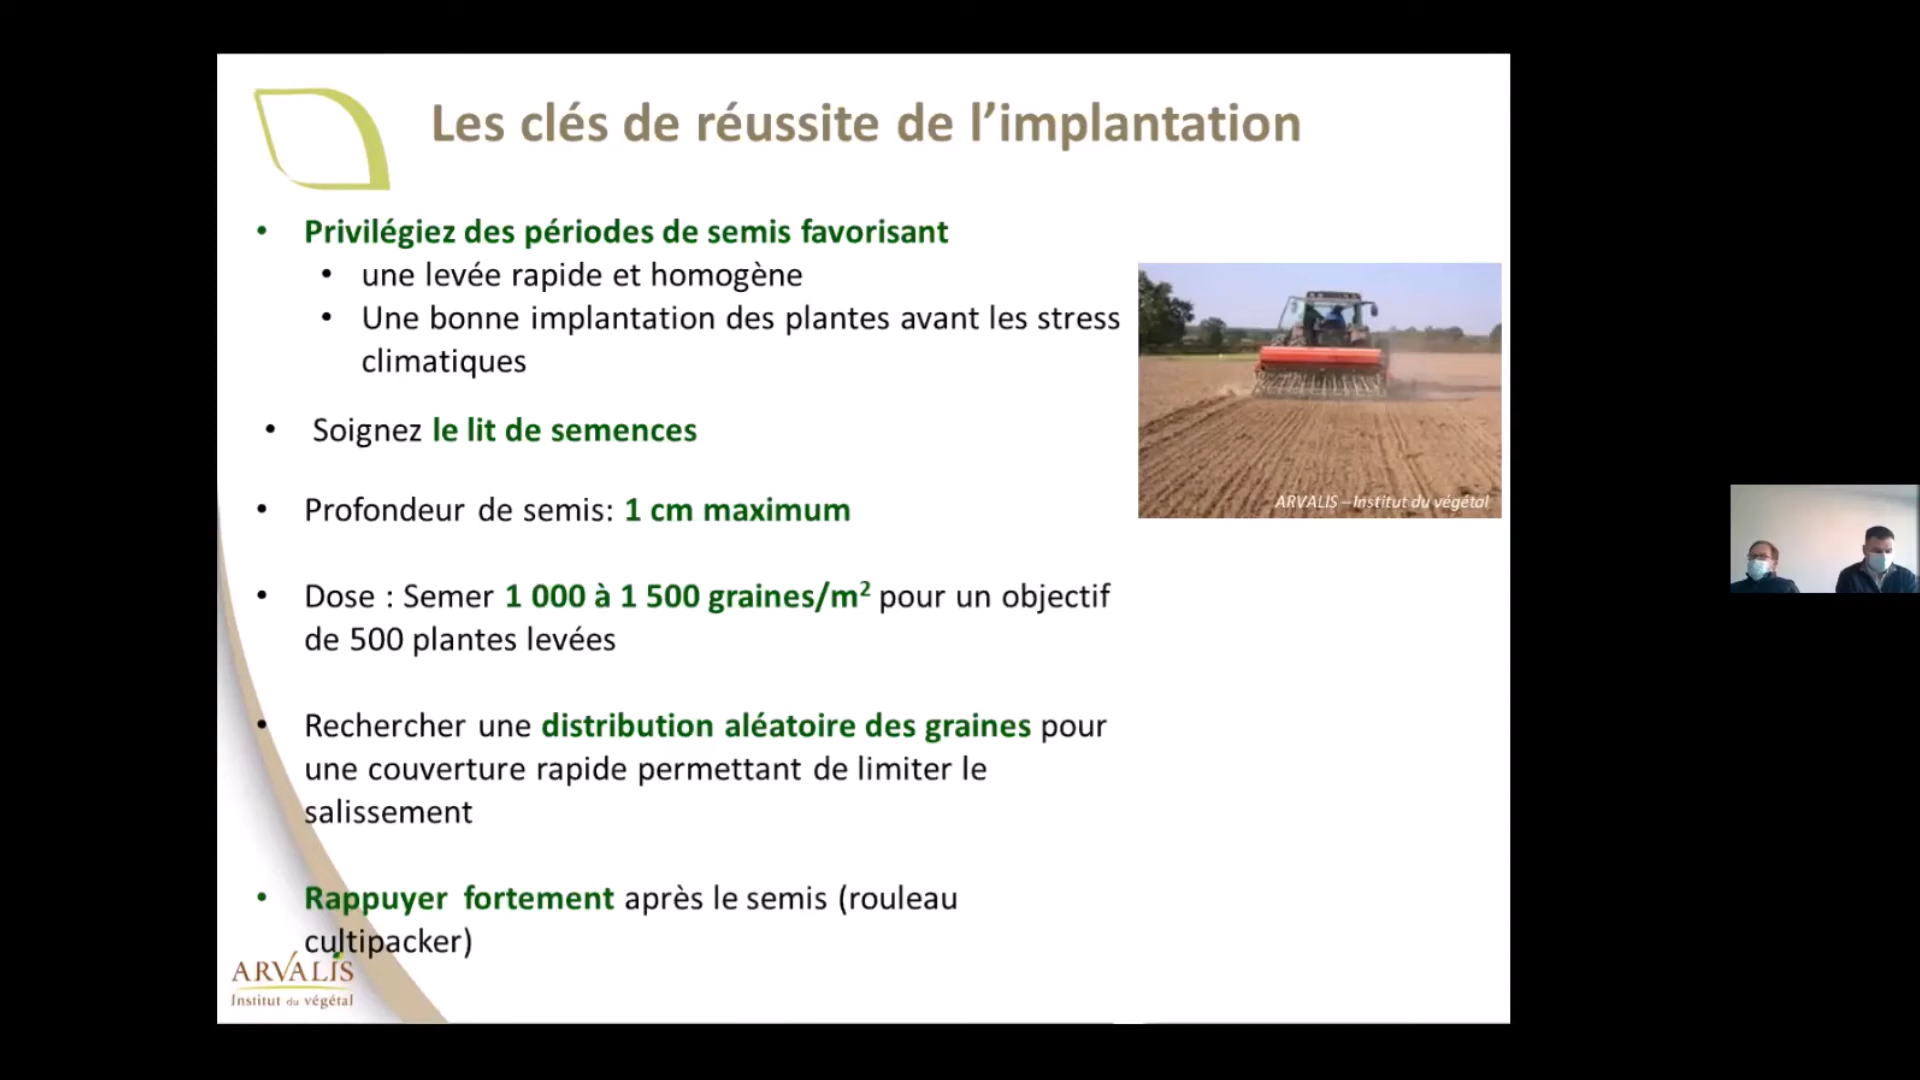 Les clés de réussite de l’implantation
• Privilégiez des périodes de semis favorisant
• une levée rapide et homogène
• Une bonne implantation des plantes avant les stress
climatiques
• Soignez le lit de semences
• Profondeur de semis: 1 cm maximum
• Dose : Semer 1 000 à 1 500 graines/m² pour un objectif
de 500 plantes levées
• Rechercher une distribution aléatoire des graines pour
une couverture rapide permettant de limiter le
salissement
• Rappuyer fortement après le semis (rouleau
cultipacker)
ARVALIS – Institut du végétal
ARVALIS
Institut du végétal